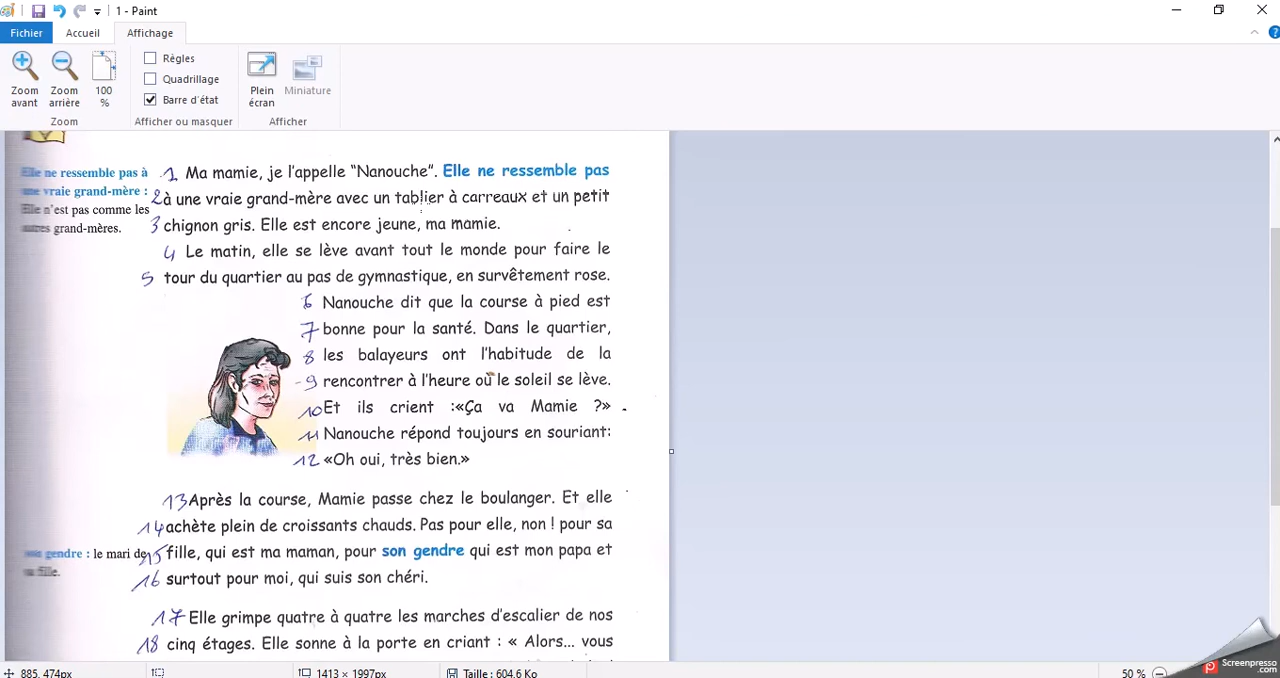 1 - Paint
Fichier Accueil Affichage
Zoom avant
Zoom arrière
100 %
Règles
Quadrillage
Barre d'état
Plein écran
Miniature
Zoom Afficher ou masquer Afficher
Elle ne ressemble pas à
une vraie grand-mère :
Elle n'est pas comme les
autres grand-mères.
1 Ma mamie, je l'appelle "Nanouche". Elle ne ressemble pas
2 à une vraie grand-mère avec un tablier à carreaux et un petit
3 chignon gris. Elle est encore jeune, ma mamie.
4 Le matin, elle se lève avant tout le monde pour faire le
5 tour du quartier au pas de gymnastique, en survêtement rose.
6 Nanouche dit que la course à pied est
7 bonne pour la santé. Dans le quartier,
8 les balayeurs ont l'habitude de la
9 rencontrer à l'heure où le soleil se lève.
10 Et ils crient :«Ça va Mamie ?»
11 Nanouche répond toujours en souriant:
12 «Oh oui, très bien.»
13 Après la course, Mamie passe chez le boulanger. Et elle
14 achète plein de croissants chauds. Pas pour elle, non ! pour sa
15 fille, qui est ma maman, pour son gendre qui est mon papa et
16 surtout pour moi, qui suis son chéri.
son gendre : le mari de
sa fille.
17 Elle grimpe quatre à quatre les marches d'escalier de nos
18 cinq étages. Elle sonne à la porte en criant : « Alors... vous
885, 474px 1413 × 1997px Taille : 604,6 Ko 50 %
Screenpresso
.com